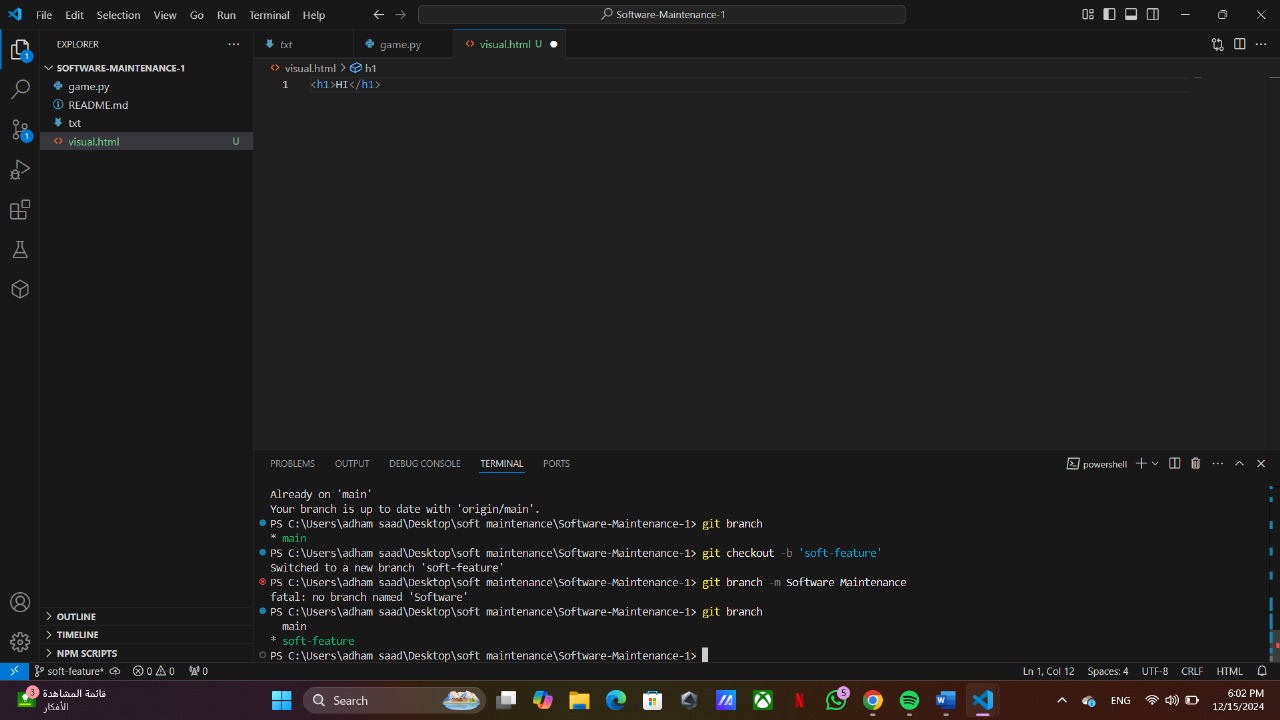 File Edit Selection View Go Run Terminal Help
Software-Maintenance-1
EXPLORER
txt
game.py
visual.html U
SOFTWARE-MAINTENANCE-1
game.py
README.md
txt
visual.html U
1
1
visual.html > h1
1 <h1>HI</h1>
PROBLEMS OUTPUT DEBUG CONSOLE TERMINAL PORTS
powershell
Already on 'main'
Your branch is up to date with 'origin/main'.
PS C:\Users\adham saad\Desktop\soft maintenance\Software-Maintenance-1> git branch
* main
PS C:\Users\adham saad\Desktop\soft maintenance\Software-Maintenance-1> git checkout -b 'soft-feature'
Switched to a new branch 'soft-feature'
PS C:\Users\adham saad\Desktop\soft maintenance\Software-Maintenance-1> git branch -m Software Maintenance
fatal: no branch named 'Software'
PS C:\Users\adham saad\Desktop\soft maintenance\Software-Maintenance-1> git branch
main
* soft-feature
PS C:\Users\adham saad\Desktop\soft maintenance\Software-Maintenance-1>
OUTLINE
TIMELINE
NPM SCRIPTS
soft-feature* 0 0 0
Ln 1, Col 12 Spaces: 4 UTF-8 CRLF HTML
3
قائمة المشاهدة
الأفكار
Search
5
ENG
6:02 PM
12/15/2024